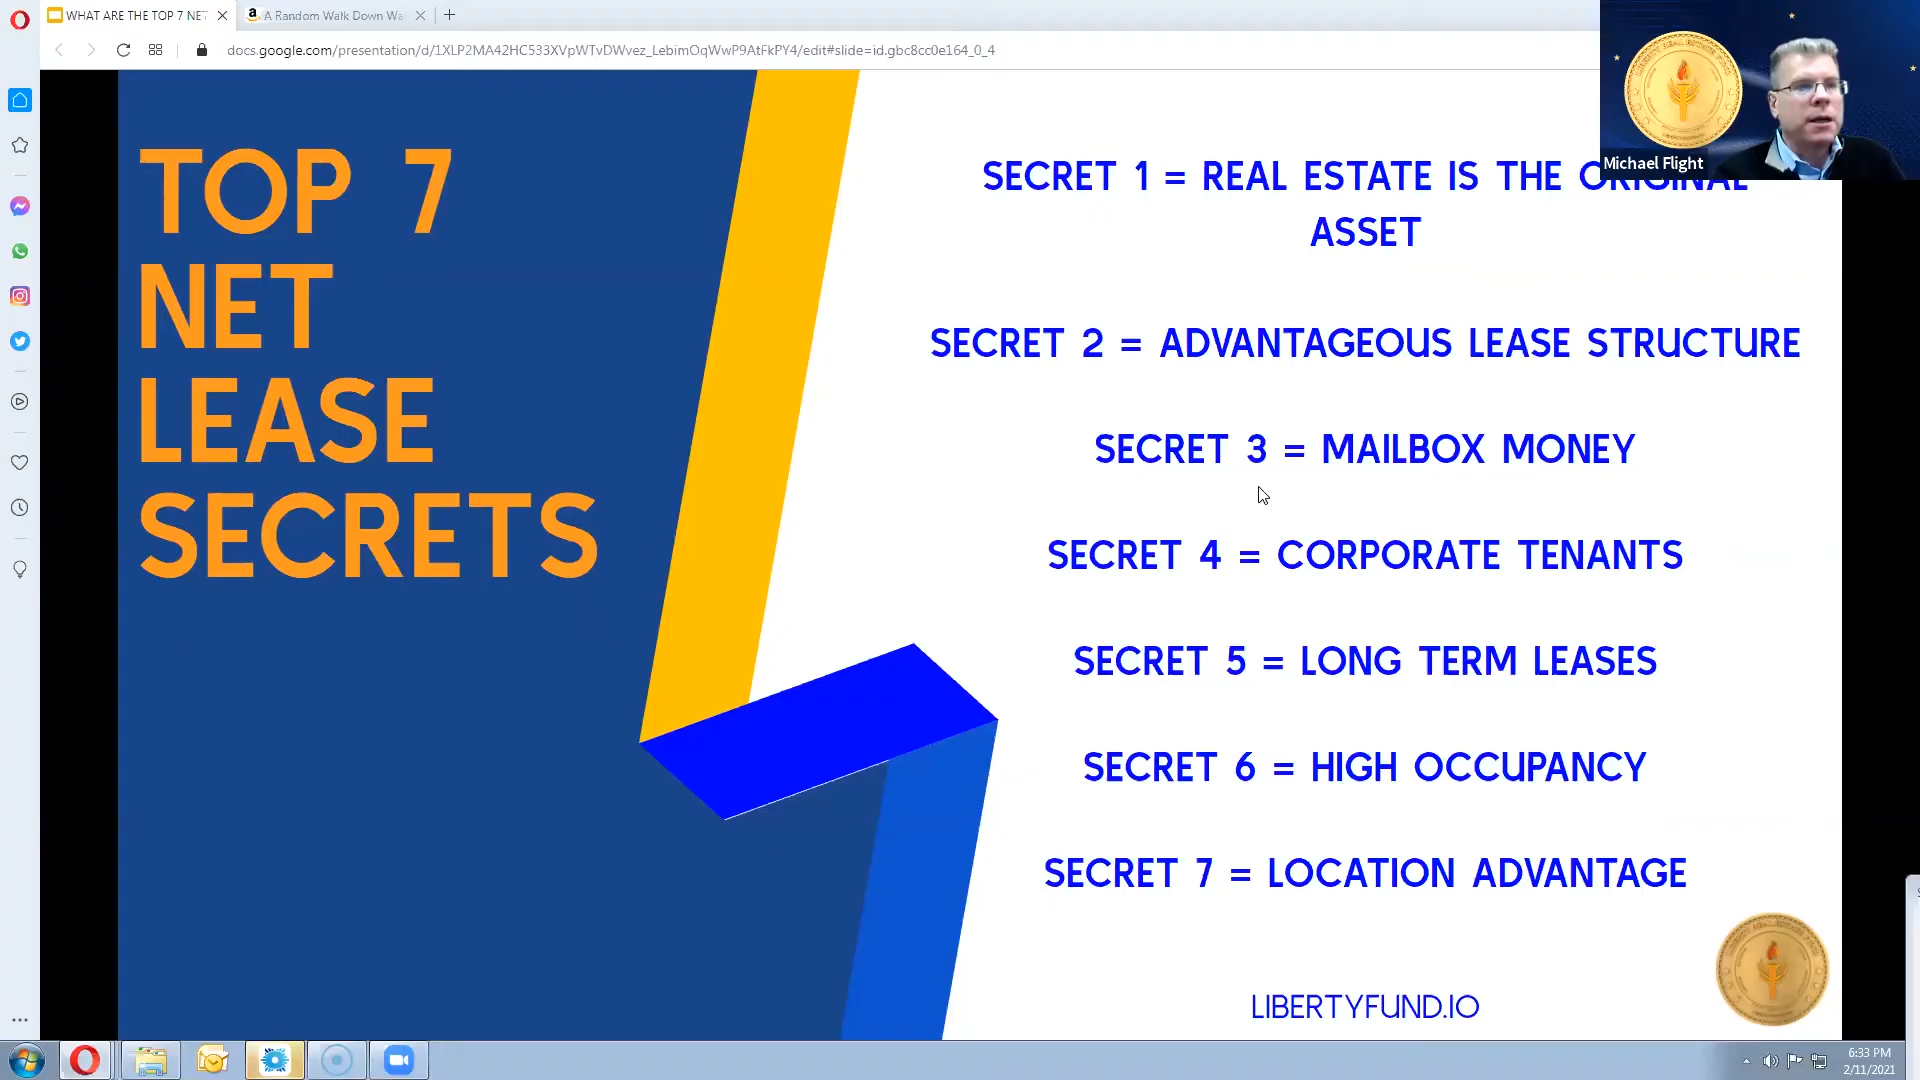 WHAT ARE THE TOP 7 NET
A Random Walk Down Wal
docs.google.com/presentation/d/1XLP2MA42HC533XVpWTvDWvez_LebimOqWwP9AtFkPY4/edit#slide=id.gbc8cc0e164_0_4
Michael Flight
TOP 7
NET
LEASE
SECRETS
SECRET 1 = REAL ESTATE IS THE ORIGINAL
ASSET
SECRET 2 = ADVANTAGEOUS LEASE STRUCTURE
SECRET 3 = MAILBOX MONEY
SECRET 4 = CORPORATE TENANTS
SECRET 5 = LONG TERM LEASES
SECRET 6 = HIGH OCCUPANCY
SECRET 7 = LOCATION ADVANTAGE
LIBERTYFUND.IO
6:33 PM
2/11/2021